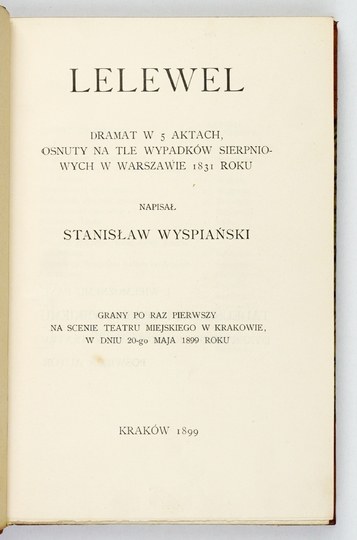 LELEWEL
DRAMAT W 5 AKTACH,
OSNUTY NA TLE WYPADKÓW SIERPNIO-
WYCH W WARSZAWIE 1831 ROKU
NAPISAŁ
STANISŁAW WYSPIAŃSKI
GRANY PO RAZ PIERWSZY
NA SCENIE TEATRU MIEJSKIEGO W KRAKOWIE,
W DNIU 20-go MAJA 1899 ROKU
KRAKÓW 1899